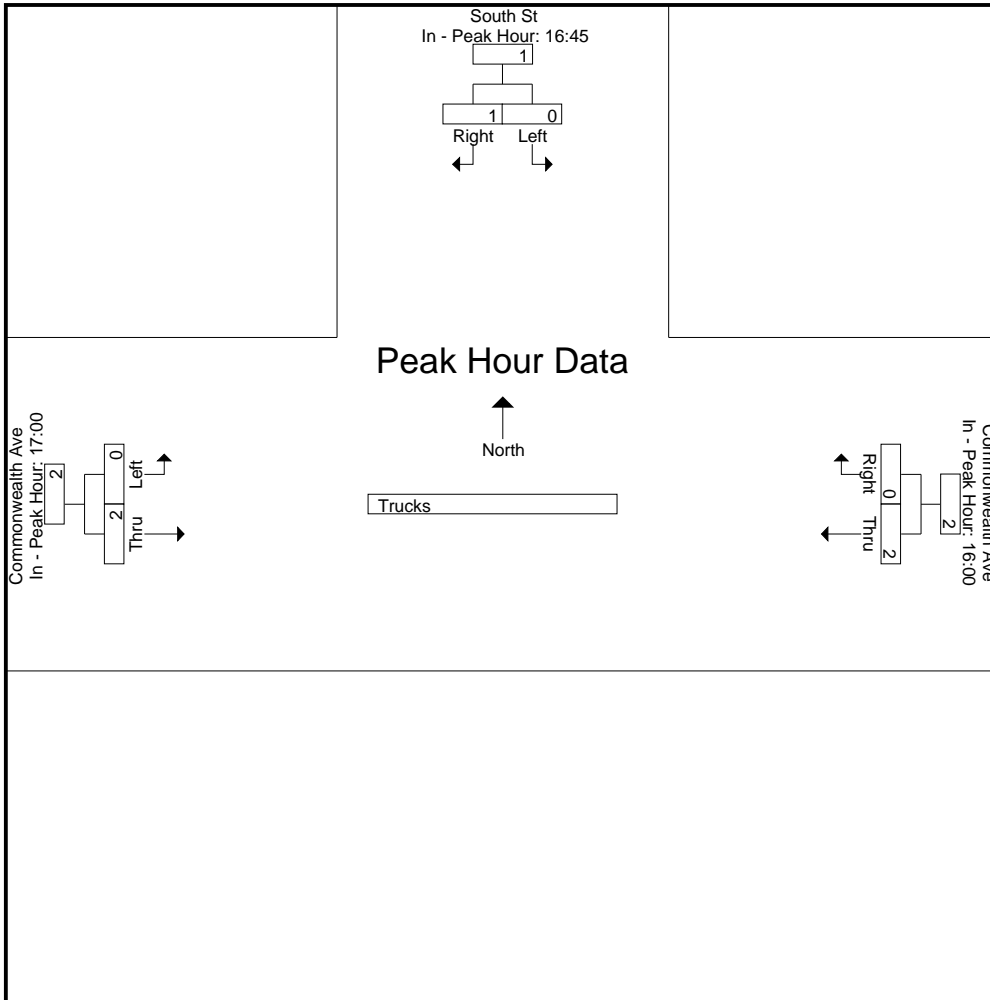 South St
In - Peak Hour: 16:45
1
1 0
Right Left
Peak Hour Data
North
Trucks
Commonwealth Ave
In - Peak Hour: 17:00
2
0 2
Left Thru
Commonwealth Ave
In - Peak Hour: 16:00
2
0 2
Right Thru